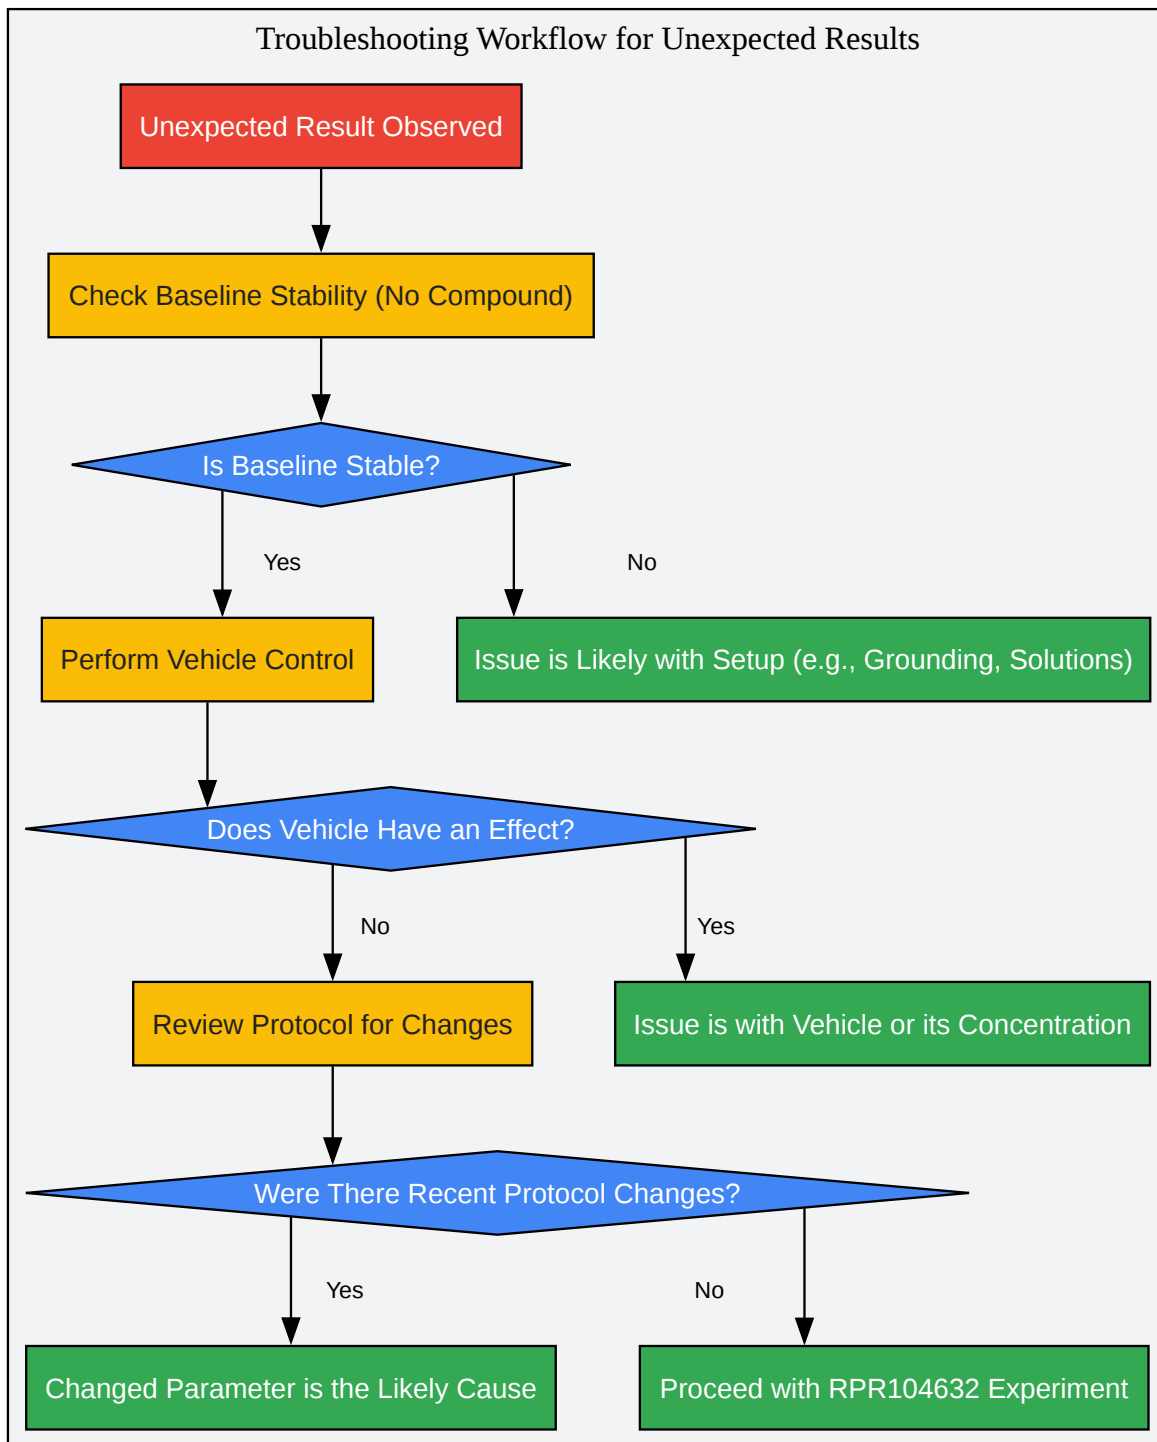 Troubleshooting Workflow for Unexpected Results
Unexpected Result Observed
Check Baseline Stability (No Compound)
Is Baseline Stable?
Yes
No
Perform Vehicle Control
Issue is Likely with Setup (e.g., Grounding, Solutions)
Does Vehicle Have an Effect?
No
Yes
Review Protocol for Changes
Issue is with Vehicle or its Concentration
Were There Recent Protocol Changes?
Yes
No
Changed Parameter is the Likely Cause
Proceed with RPR104632 Experiment